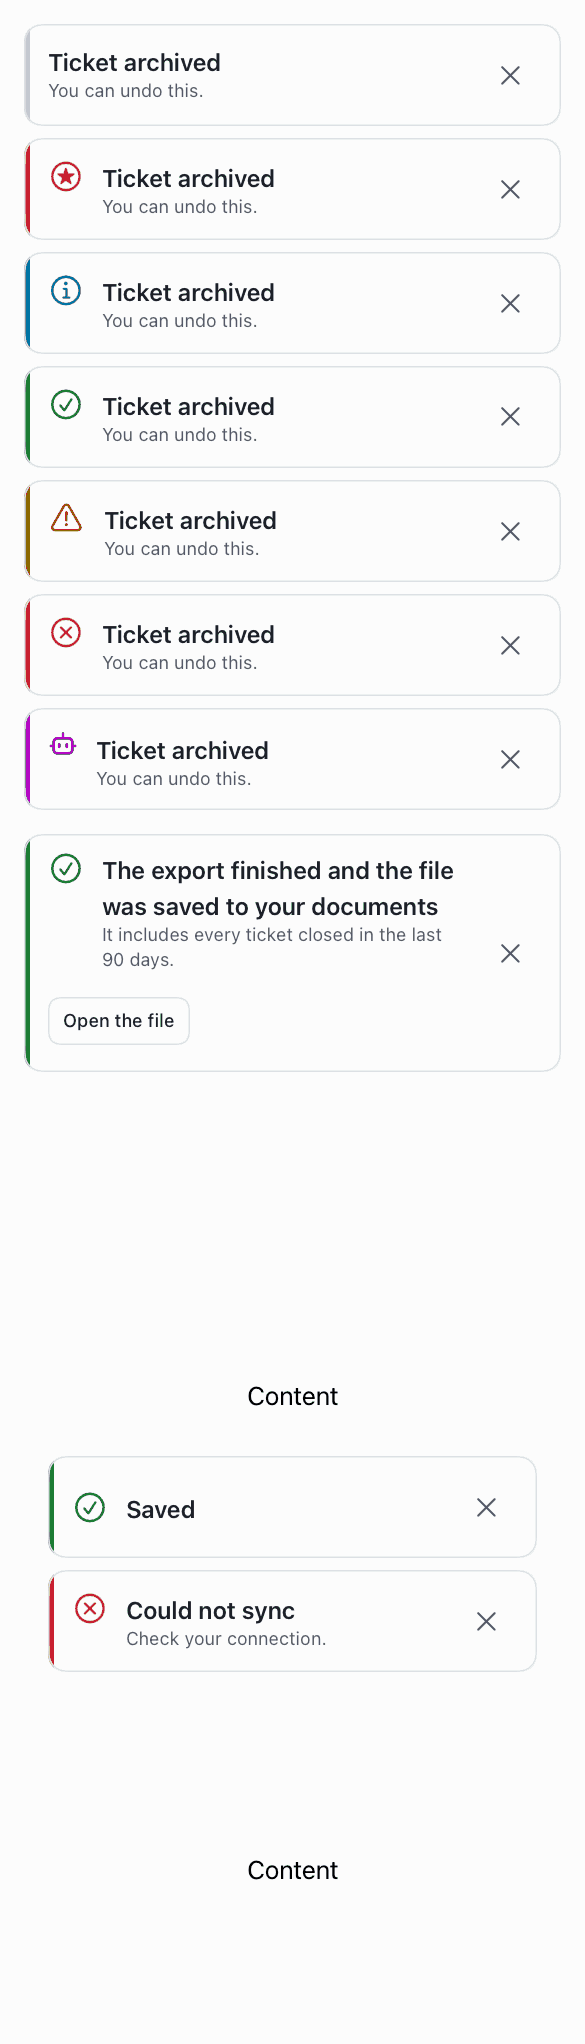 Ticket archived
You can undo this.
Ticket archived
You can undo this.
Ticket archived
You can undo this.
Ticket archived
You can undo this.
Ticket archived
You can undo this.
Ticket archived
You can undo this.
Ticket archived
You can undo this.
The export finished and the file
was saved to your documents
It includes every ticket closed in the last
90 days.
Open the file
Content
Saved
Could not sync
Check your connection.
Content